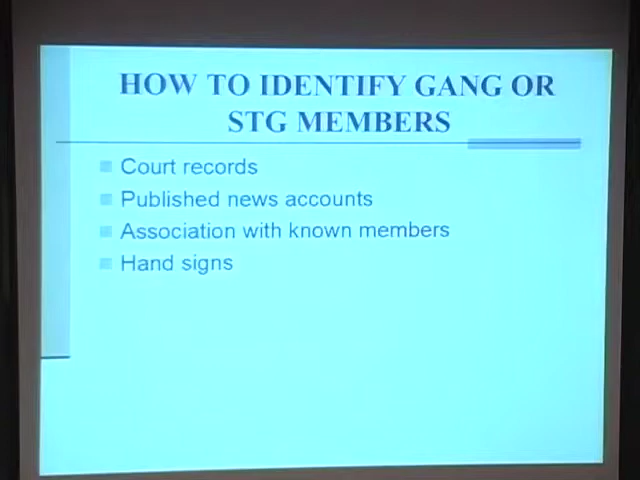 HOW TO IDENTIFY GANG OR
STG MEMBERS
Court records
Published news accounts
Association with known members
Hand signs